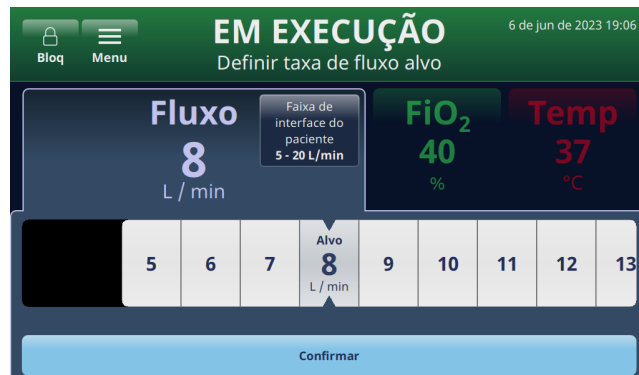 EM EXECUÇÃO
Definir taxa de fluxo alvo
6 de jun de 2023 19:06
Bloq
Menu
Fluxo
8
L / min
Faixa de
interface do
paciente
5 - 20 L/min
FiO2
40
%
Temp
37
°C
5
6
7
Alvo
8
L / min
9
10
11
12
13
Confirmar